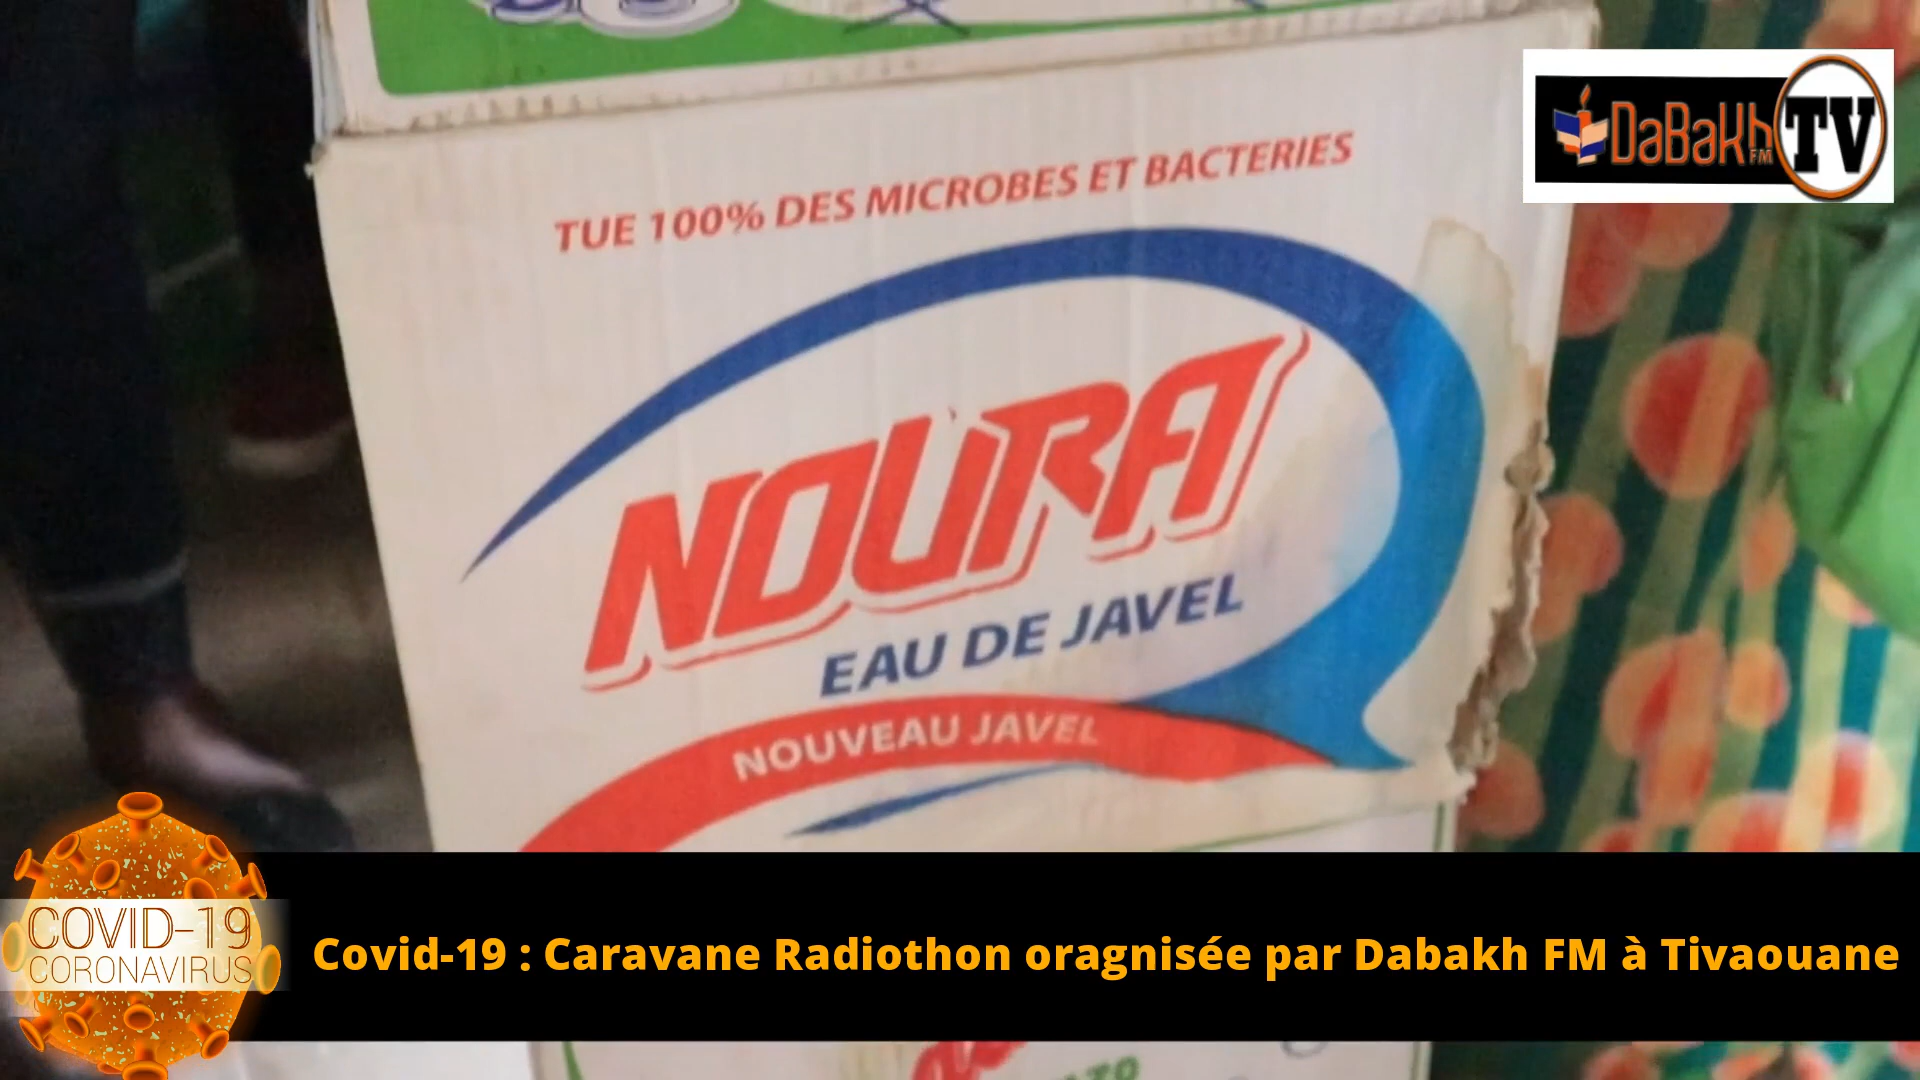 TUE 100% DES MICROBES ET BACTERIES
DaBaKh FM TV
NOURA
EAU DE JAVEL
NOUVEAU JAVEL
COVID-19
CORONAVIRUS
Covid-19 : Caravane Radiothon oragnisée par Dabakh FM à Tivaouane